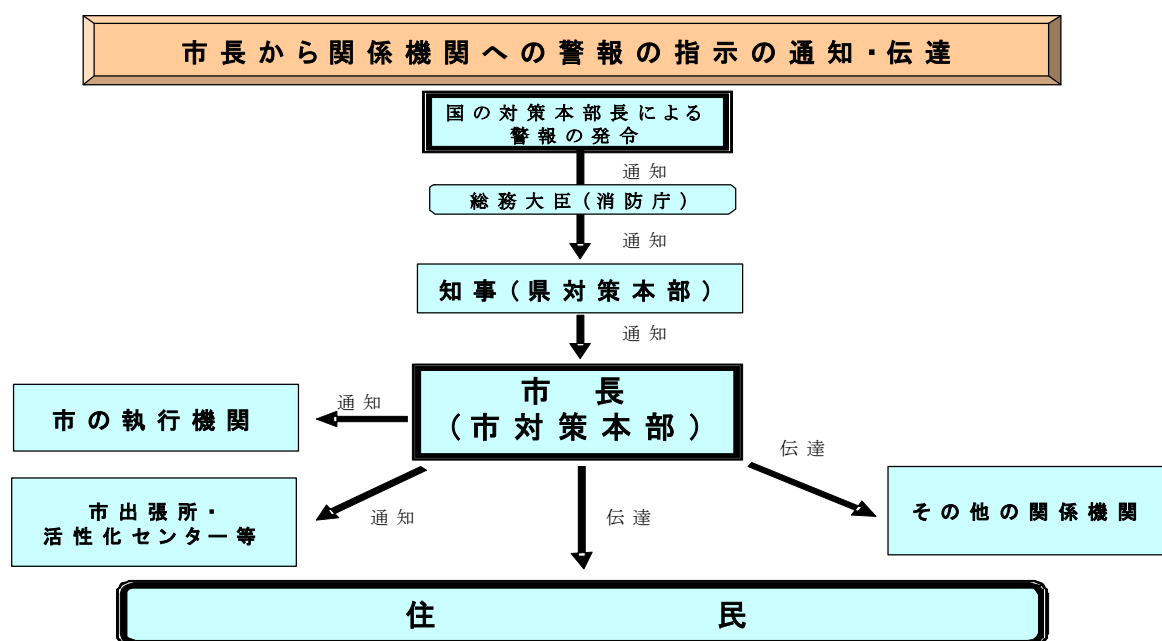 市長から関係機関への警報の指示の通知・伝達
国の対策本部長による
警報の発令
通知
総務大臣(消防庁)
通知
知事(県対策本部)
通知
市長
(市対策本部)
通知
市の執行機関
伝達
市出張所・
活性化センター等
通知
伝達
その他の関係機関
住民